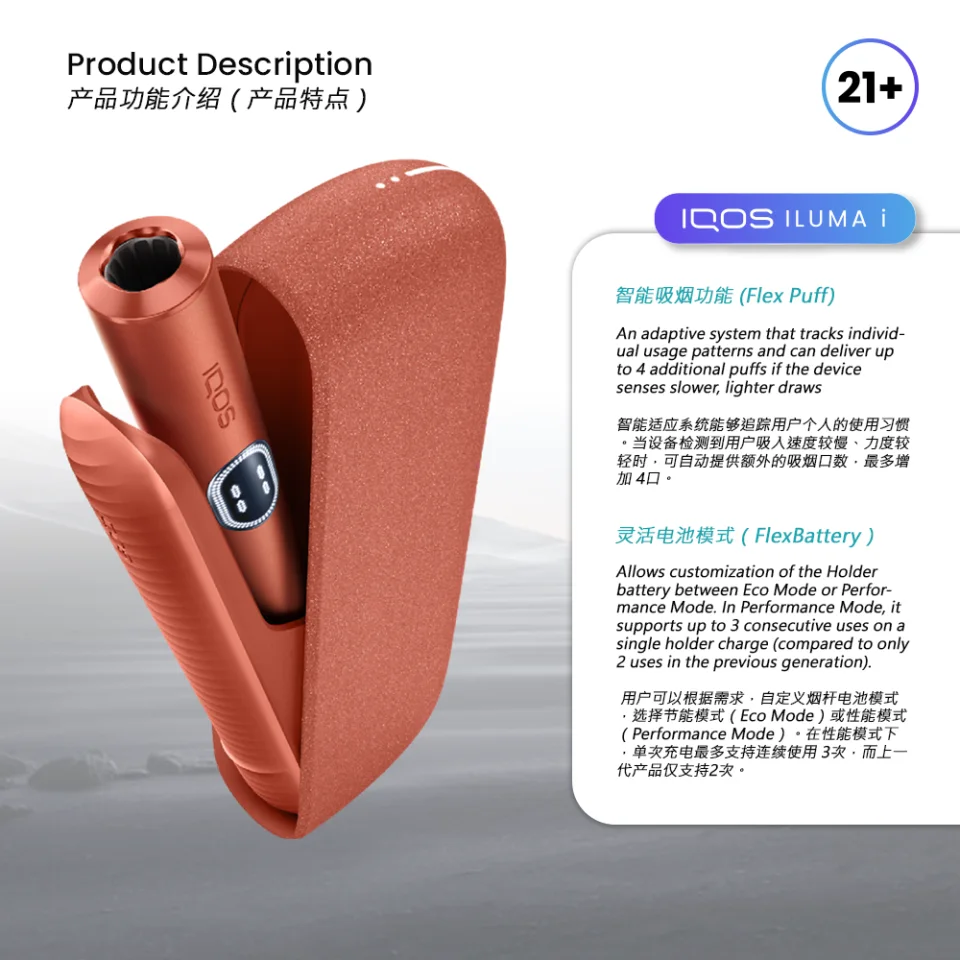 Product Description
产品功能介绍 ( 产品特点 )
21+
IQOS ILUMA i
IQOS
智能吸烟功能 (Flex Puff)
An adaptive system that tracks individ-
ual usage patterns and can deliver up
to 4 additional puffs if the device
senses slower, lighter draws
智能适应系统能够追踪用户个人的使用习惯
。当设备检测到用户吸入速度较慢、力度较
轻时，可自动提供额外的吸烟口数，最多增
加 4口。
灵活电池模式 ( FlexBattery )
Allows customization of the Holder
battery between Eco Mode or Perfor-
mance Mode. In Performance Mode, it
supports up to 3 consecutive uses on a
single holder charge (compared to only
2 uses in the previous generation).
用户可以根据需求，自定义烟杆电池模式
，选择节能模式 ( Eco Mode ) 或性能模式
( Performance Mode ) 。在性能模式下
，单次充电最多支持连续使用 3次，而上一
代产品仅支持2次。